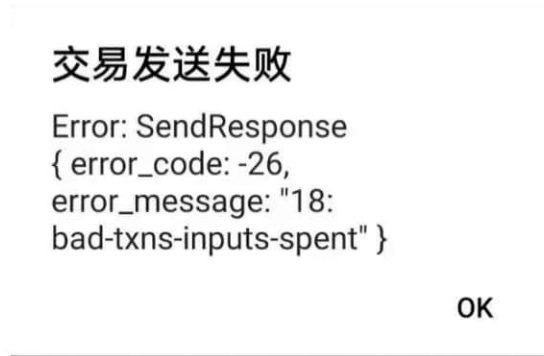 交易发送失败
Error: SendResponse
{ error_code: -26,
error_message: "18:
bad-txns-inputs-spent" }
OK